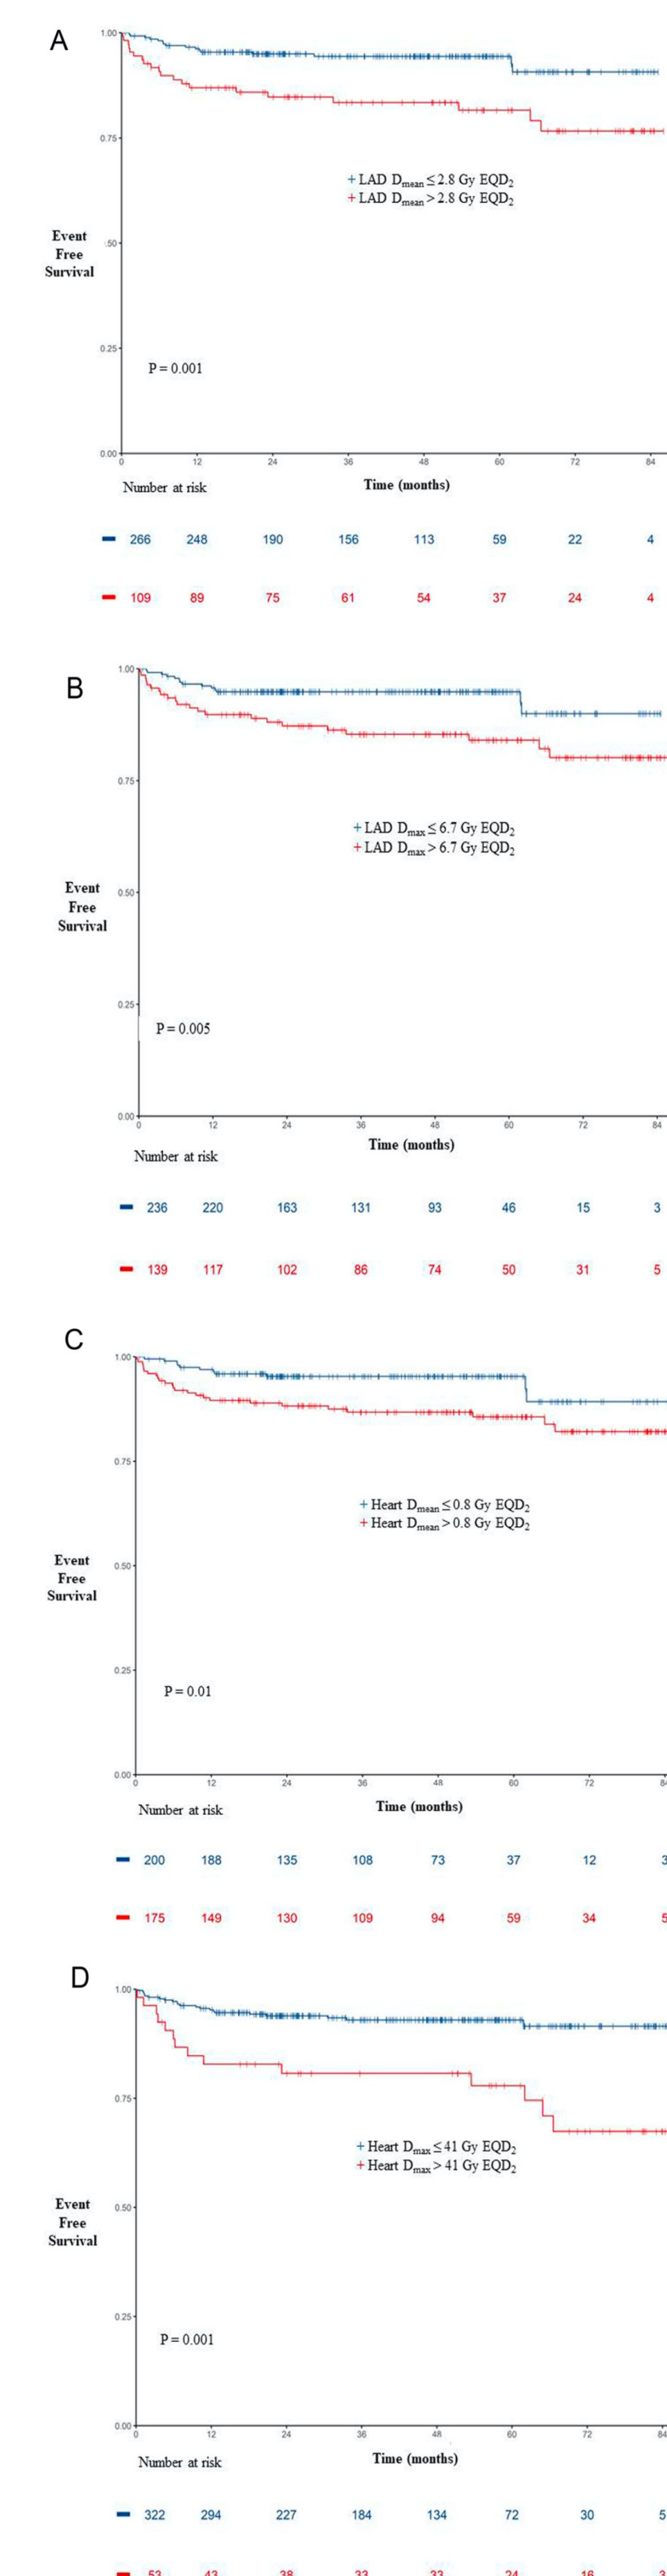 A
1.00
LAD Dmean ≤ 2.8 Gy EQD2
LAD Dmean > 2.8 Gy EQD2
0.75
Event
Free
Survival
.50
0.25
P = 0.001
0.00
0 12 24 36 48 60 72 84
Number at risk
Time (months)
266 248 190 156 113 59 22 4
109 89 75 61 54 37 24 4
B
1.00
0.75
LAD Dmax ≤ 6.7 Gy EQD2
LAD Dmax > 6.7 Gy EQD2
Event
Free
Survival
0.50
0.25
P = 0.005
0.00
0 12 24 36 48 60 72 84
Number at risk
Time (months)
236 220 163 131 93 46 15 3
139 117 102 86 74 50 31 5
C
1.00
0.75
Heart Dmean ≤ 0.8 Gy EQD2
Heart Dmean > 0.8 Gy EQD2
Event
Free
Survival
0.50
0.25
P = 0.01
0.00
0 12 24 36 48 60 72 84
Number at risk
Time (months)
200 188 135 108 73 37 12 3
175 149 130 109 94 59 34 5
D
1.00
0.75
Heart Dmax ≤ 41 Gy EQD2
Heart Dmax > 41 Gy EQD2
Event
Free
Survival
0.50
0.25
P = 0.001
0.00
0 12 24 36 48 60 72 84
Number at risk
Time (months)
322 294 227 184 134 72 30 5
53 43 38 33 33 24 16